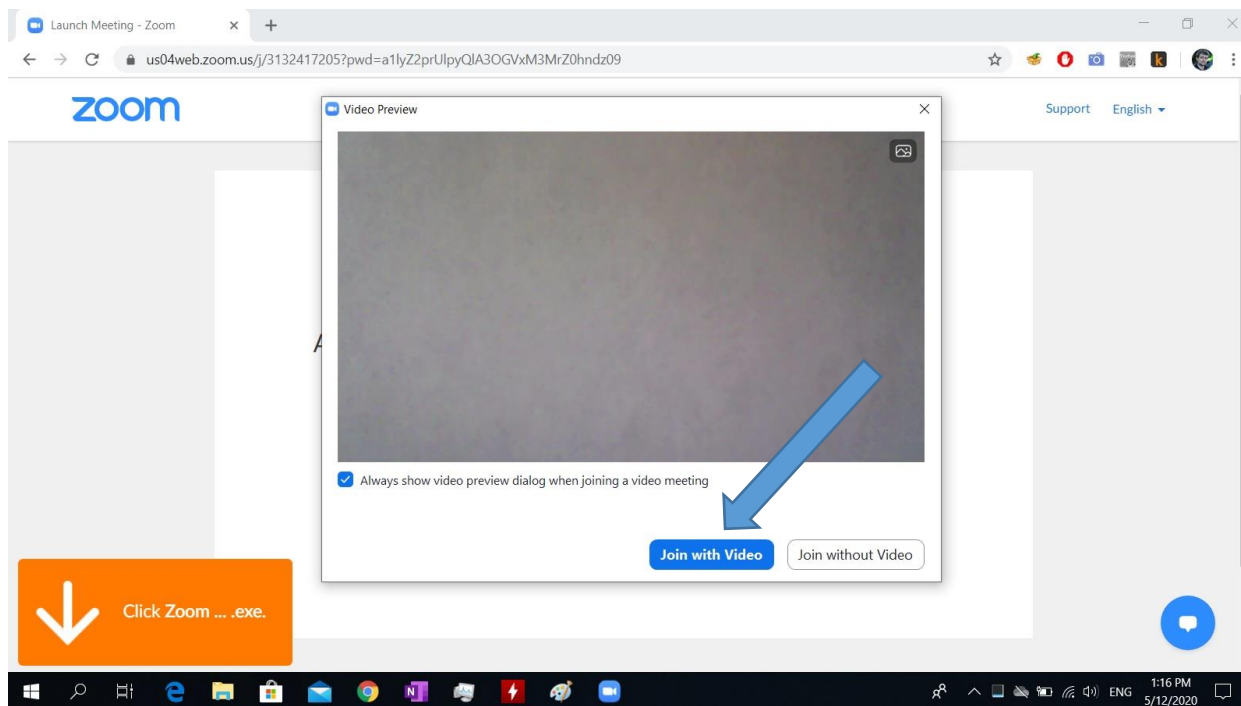 Launch Meeting - Zoom
us04web.zoom.us/j/3132417205?pwd=a1lyZ2prUlpyQlA3OGVxM3MrZ0hndz09
zoom
Support English
Video Preview
A
Always show video preview dialog when joining a video meeting
Join with Video Join without Video
Click Zoom ... .exe.
ENG
1:16 PM
5/12/2020